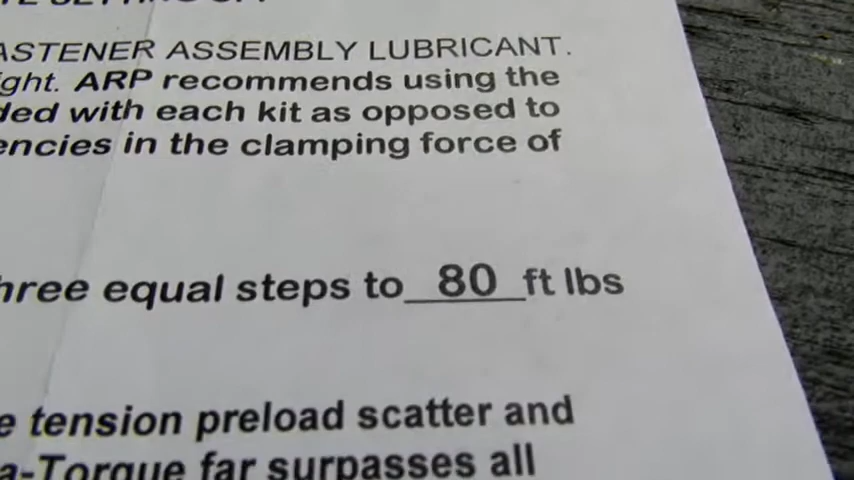 ASTENER ASSEMBLY LUBRICANT.
ight. ARP recommends using the
ded with each kit as opposed to
encies in the clamping force of
hree equal steps to 80 ft lbs
e tension preload scatter and
a-Torque far surpasses all